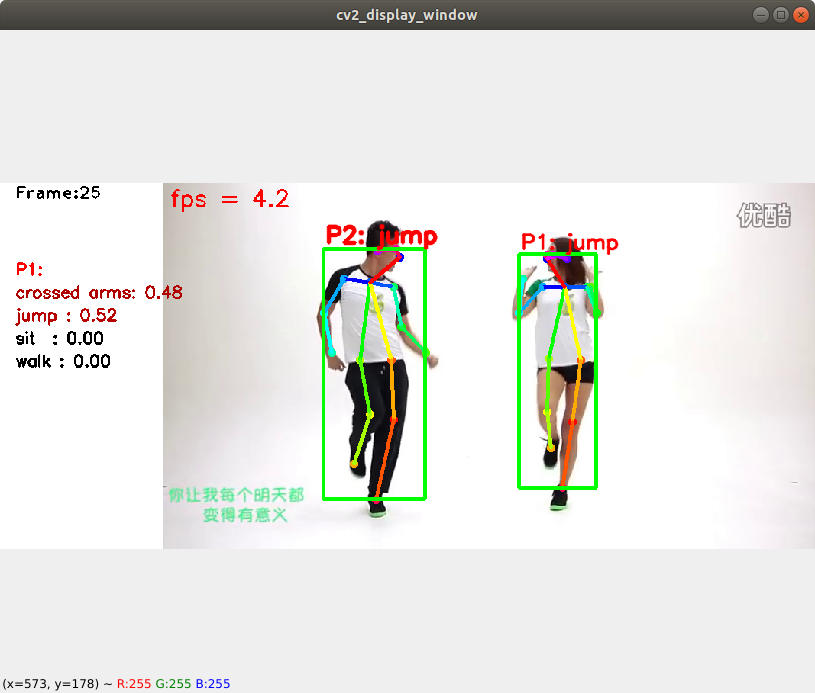 cv2_display_window
Frame:25
fps = 4.2
优酷
P2: jump
P1: jump
P1:
crossed arms: 0.48
jump : 0.52
sit : 0.00
walk : 0.00
你让我每个明天都
变得有意义
(x=573, y=178) ~ R:255 G:255 B:255